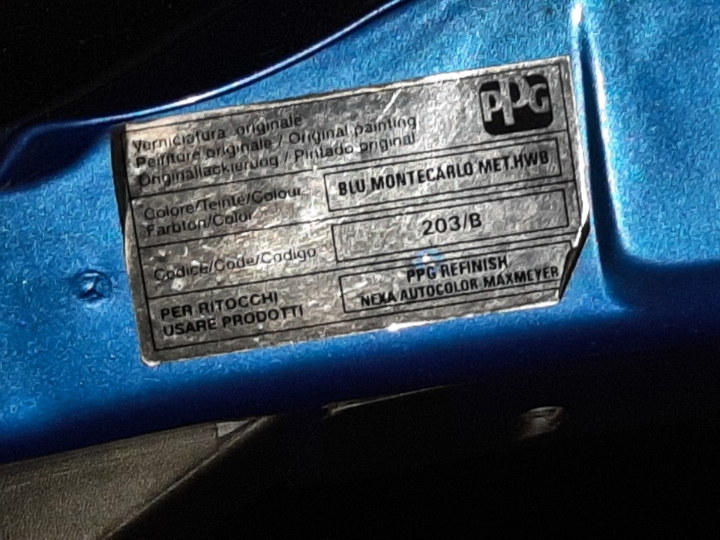 PPG
Verniciatura originale
Peinture originale / Original painting
Originallackierung / Pintado original
Colore/Teinte/Colour
Farbton/Color
BLU MONTECARLO MET.HWB
Codice/Code/Codigo
203/B
PER RITOCCHI
USARE PRODOTTI
PPG REFINISH
NEXA AUTOCOLOR MAXMEYER